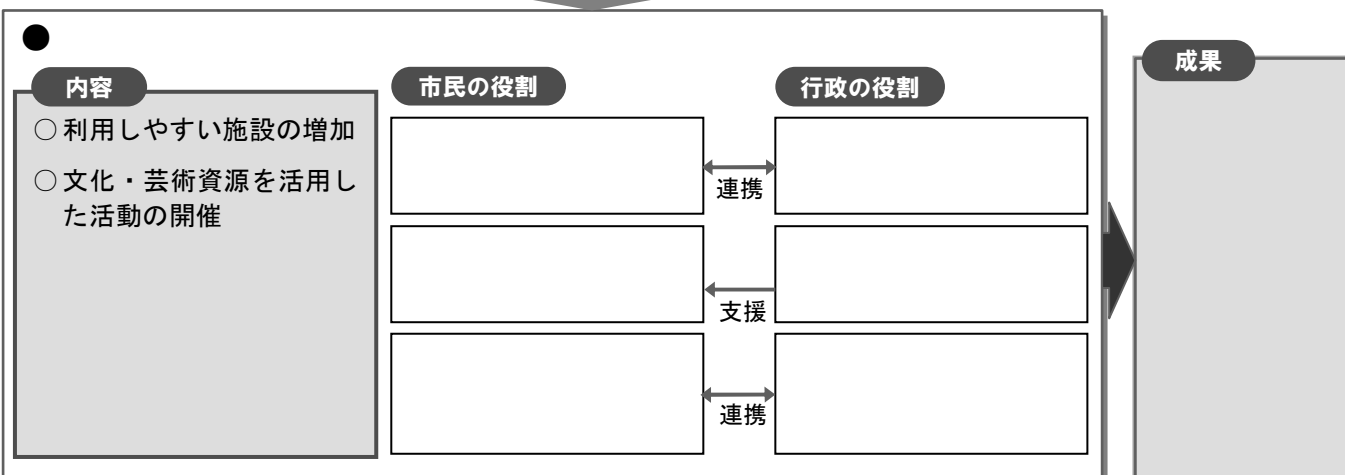 ●
内容
○利用しやすい施設の増加
○文化・芸術資源を活用し
た活動の開催
市民の役割
行政の役割
連携
支援
連携
成果